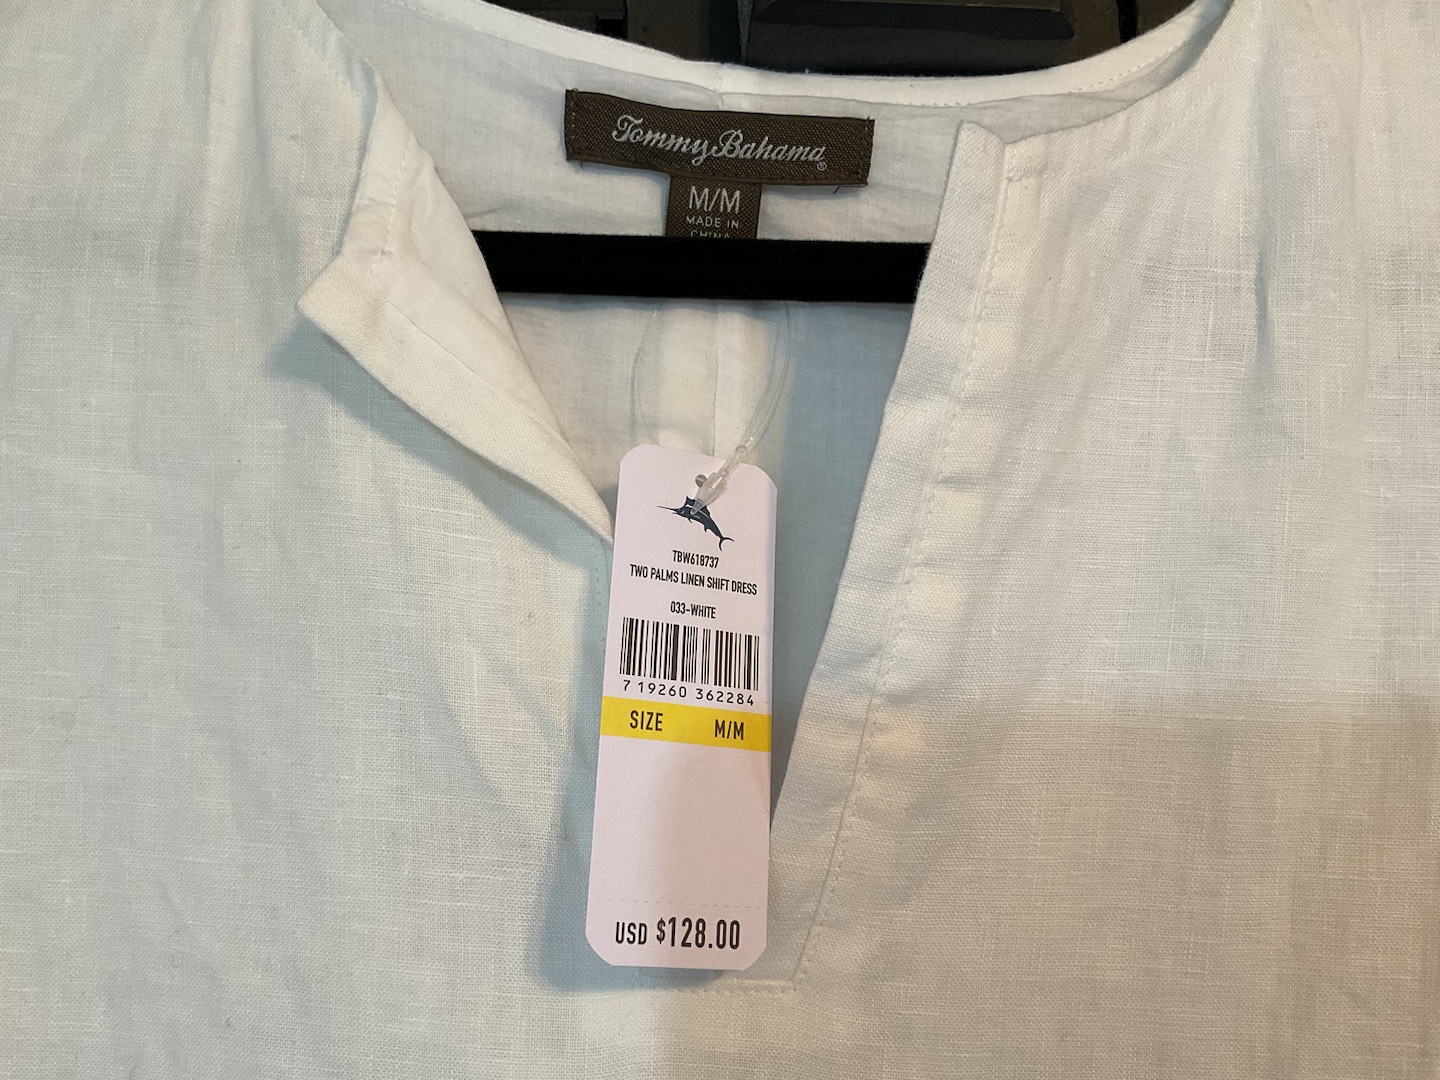 Tommy Bahama®
M/M
MADE IN
CHINA
TBW618737
TWO PALMS LINEN SHIFT DRESS
033-WHITE
7 19260 362284
SIZE M/M
USD $128.00